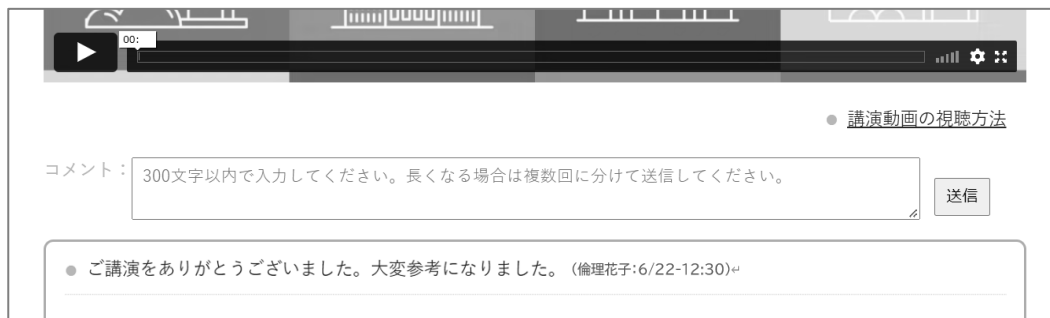 00:
講演動画の視聴方法
コメント：
300文字以内で入力してください。長くなる場合は複数回に分けて送信してください。
送信
ご講演をありがとうございました。大変参考になりました。（倫理花子：6/22-12:30）↵